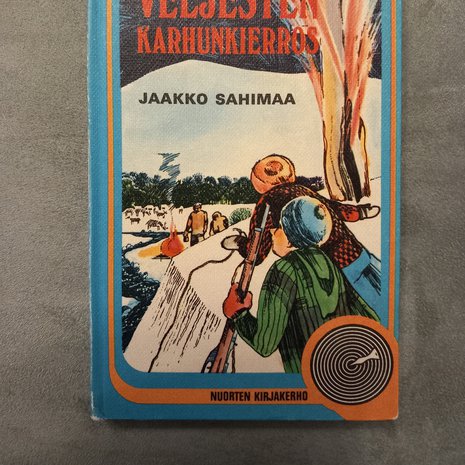 VELJESTEN
KARHUNKIERROS
JAAKKO SAHIMAA
NUORTEN KIRJAKERHO